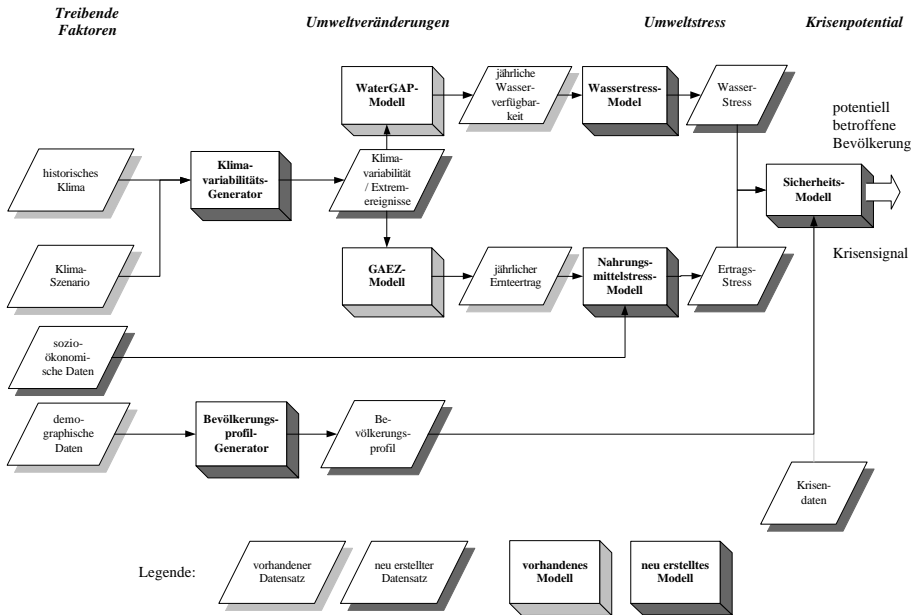 Treibende
Faktoren
Umweltveränderungen
Umweltstress
Krisenpotential
WaterGAP-
Modell
jährliche
Wasser-
verfügbar-
keit
Wasserstress-
Model
Wasser-
Stress
potentiell
betroffene
Bevölkerung
historisches
Klima
Klima-
variabilitäts-
Generator
Klima-
variabilität
/ Extrem-
ereignisse
Sicherheits-
Modell
Klima-
Szenario
GAEZ-
Modell
jährlicher
Ernteertrag
Nahrungs-
mittelstress-
Modell
Ertrags-
Stress
Krisensignal
sozio-
ökonomi-
sche Daten
demo-
graphische
Daten
Bevölkerungs-
profil-
Generator
Be-
völkerungs-
profil
Krisen-
daten
Legende:
vorhandener
Datensatz
neu erstellter
Datensatz
vorhandenes
Modell
neu erstelltes
Modell